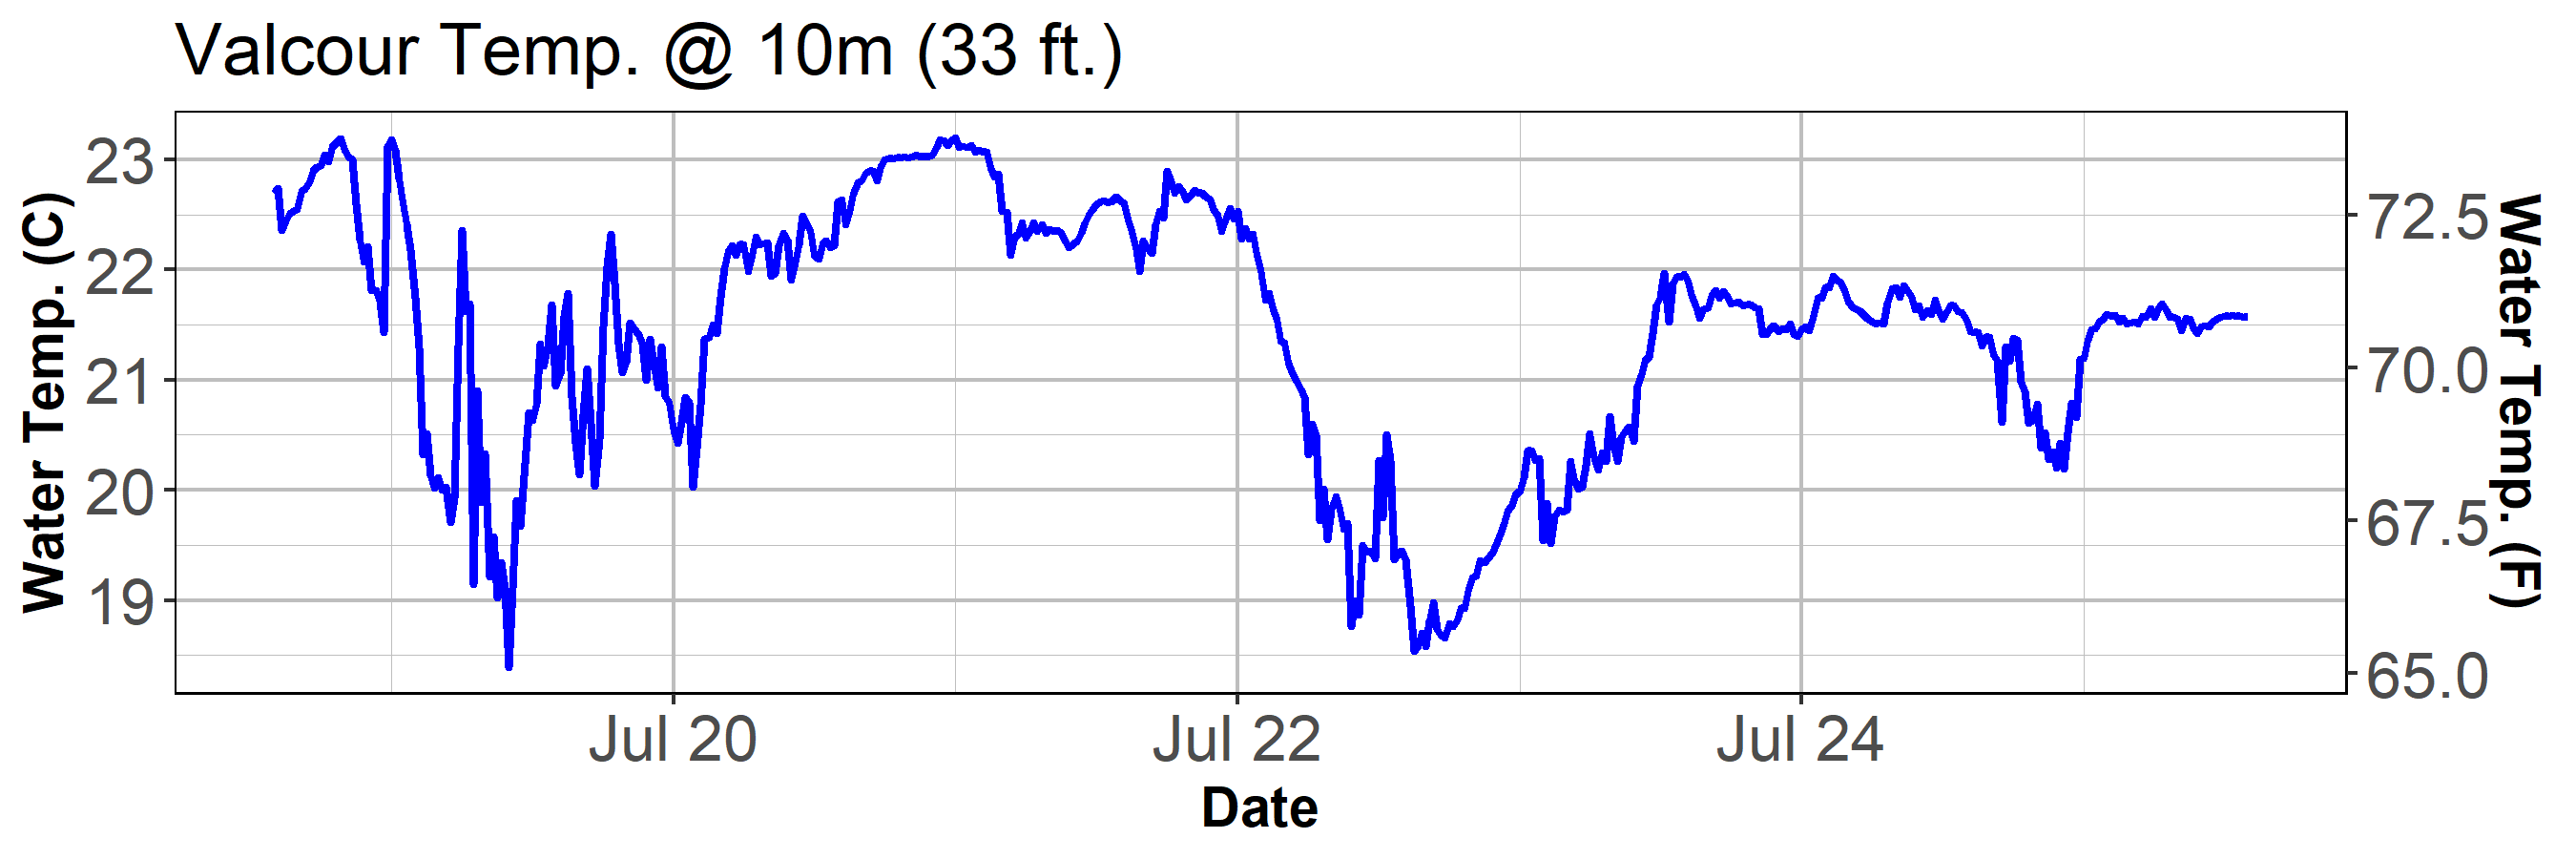 Valcour Temp. @ 10m (33 ft.)
Water Temp. (C)
23
22
21
20
19
72.5
70.0
67.5
65.0
Water Temp. (F)
Jul 20
Jul 22
Jul 24
Date